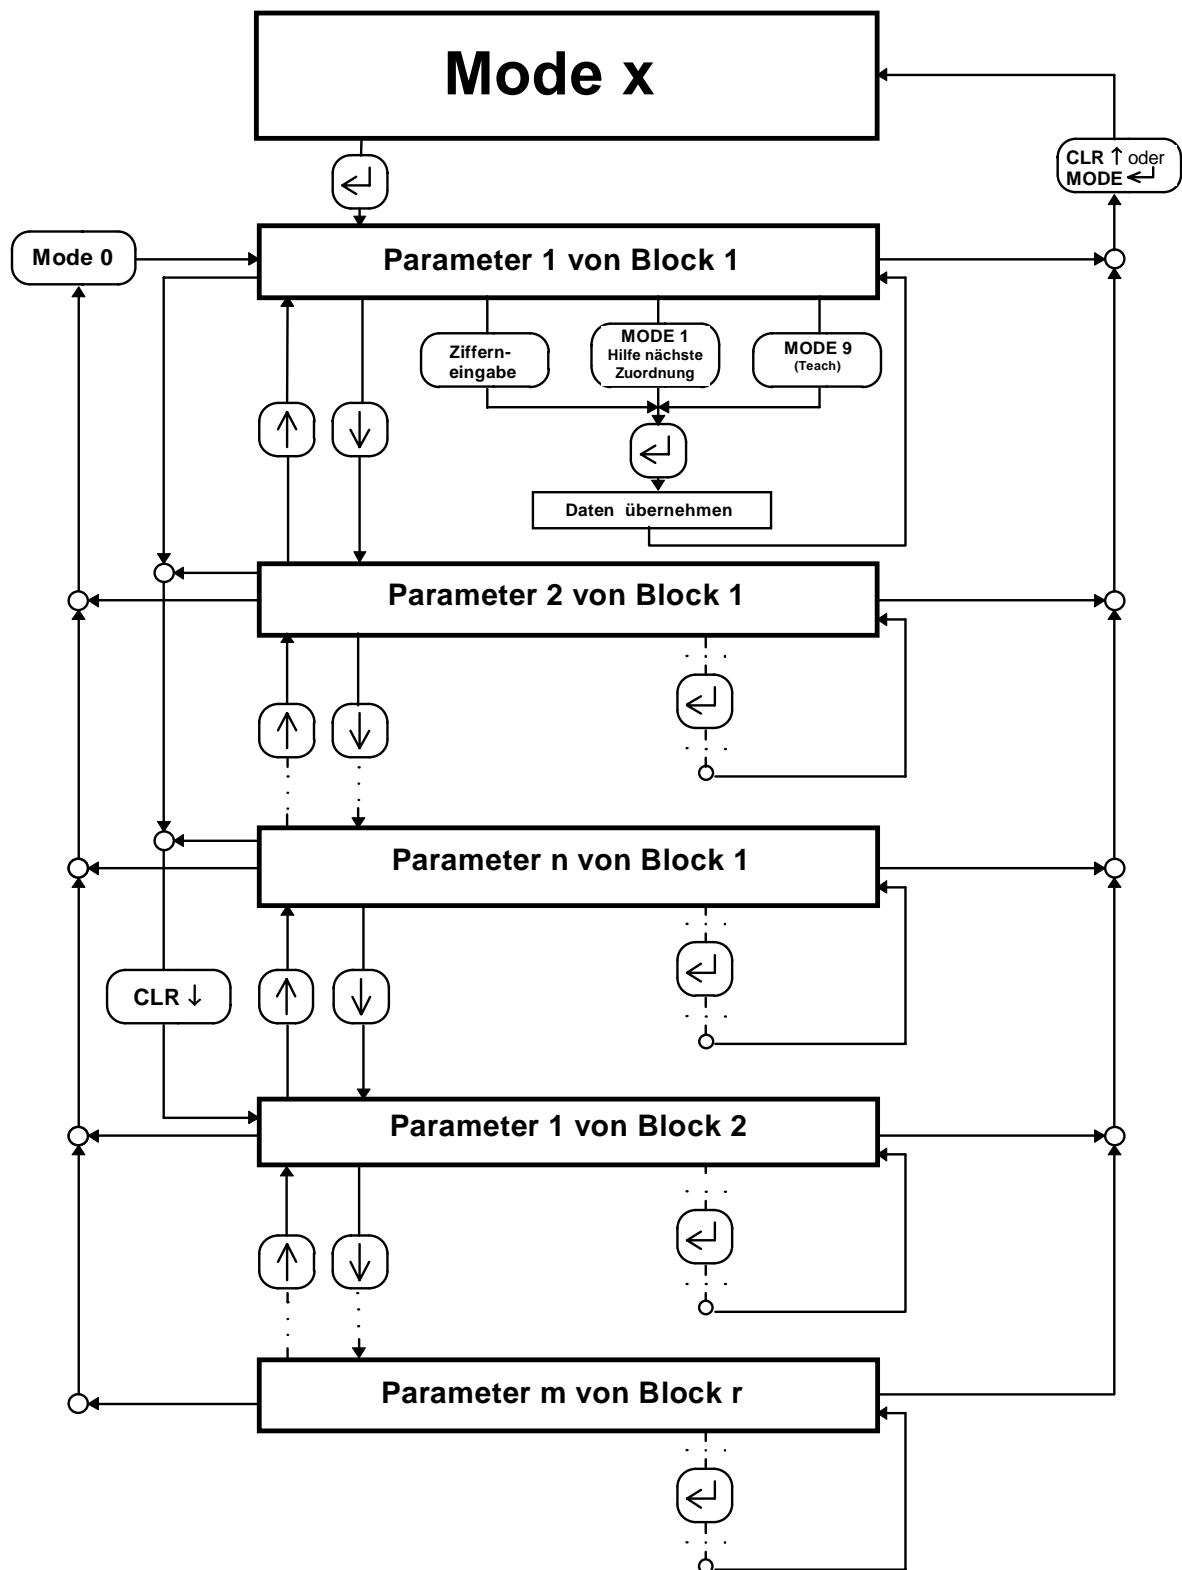 Mode x
CLR ↑ oder
MODE ↵
Mode 0
Parameter 1 von Block 1
Ziffern-
eingabe
MODE 1
Hilfe nächste
Zuordnung
MODE 9
(Teach)
Daten übernehmen
Parameter 2 von Block 1
Parameter n von Block 1
CLR ↓
Parameter 1 von Block 2
Parameter m von Block r